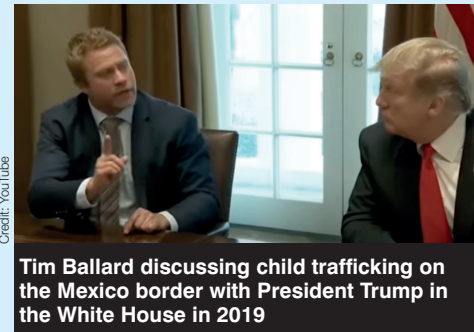 Credit: YouTube
Tim Ballard discussing child trafficking on
the Mexico border with President Trump in
the White House in 2019